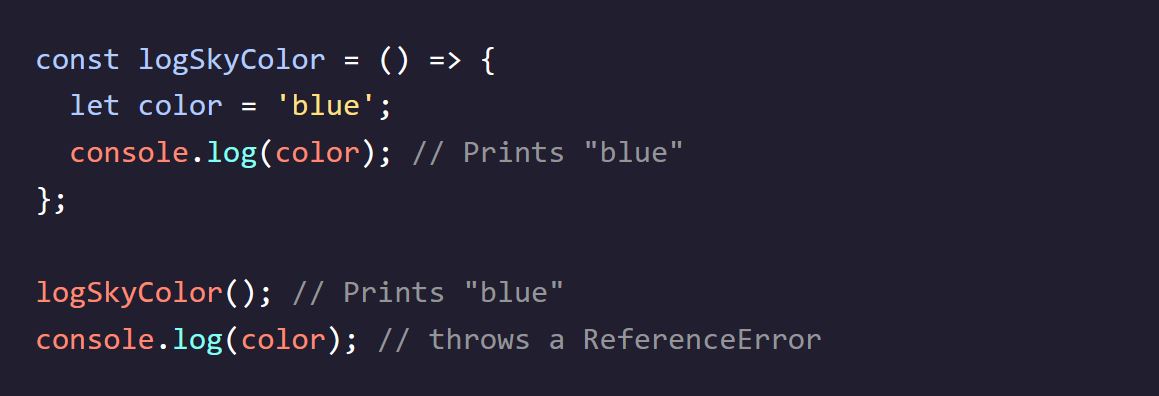 const logSkyColor = () => {
  let color = 'blue';
  console.log(color); // Prints "blue"
};

logSkyColor(); // Prints "blue"
console.log(color); // throws a ReferenceError